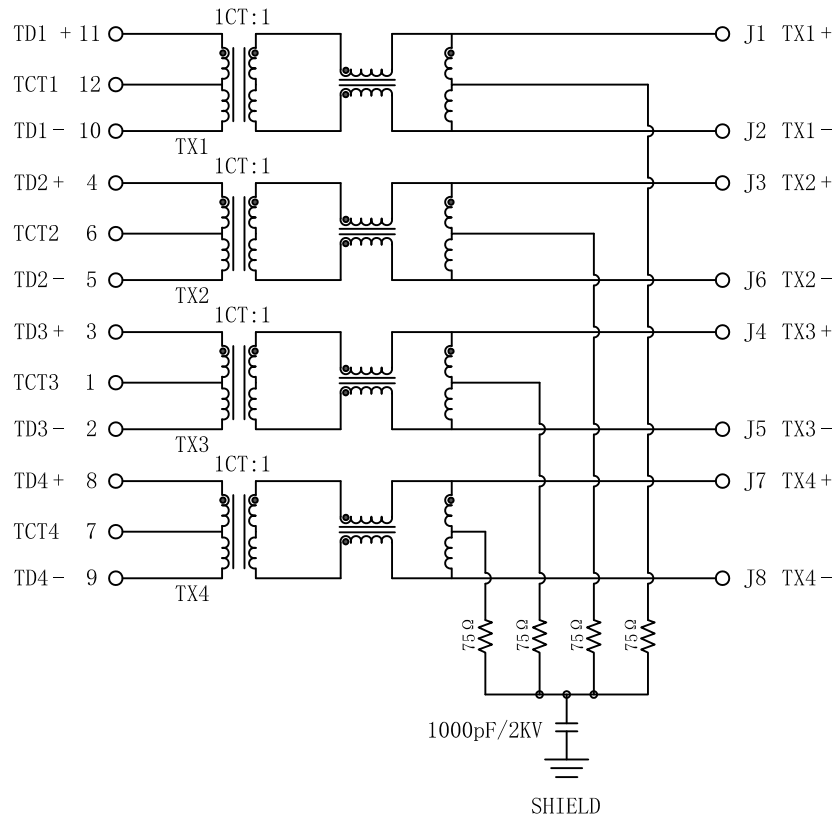 1CT:1
TD1 + 11
J1 TX1+
TCT1 12
TD1- 10
J2 TX1-
TX1
1CT:1
TD2+ 4
J3 TX2+
TCT2 6
TD2- 5
J6 TX2-
TX2
1CT:1
TD3+ 3
J4 TX3+
TCT3 1
TD3- 2
J5 TX3-
TX3
1CT:1
TD4+ 8
J7 TX4+
TCT4 7
TD4- 9
J8 TX4-
TX4
75Ω 75Ω 75Ω 75Ω
1000pF/2KV
SHIELD